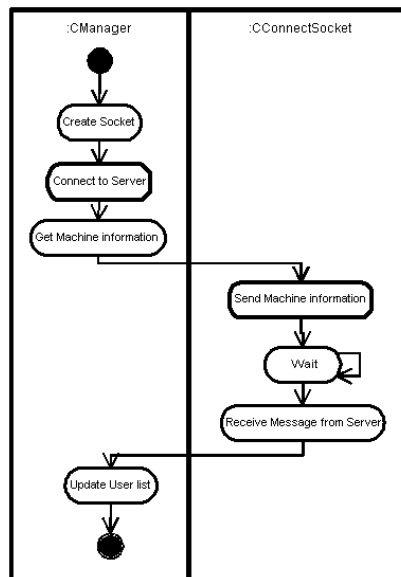 :CManager
:CConnectSocket
Create Socket
Connect to Server
Get Machine information
Send Machine information
Wait
Receive Message from Server
Update User list